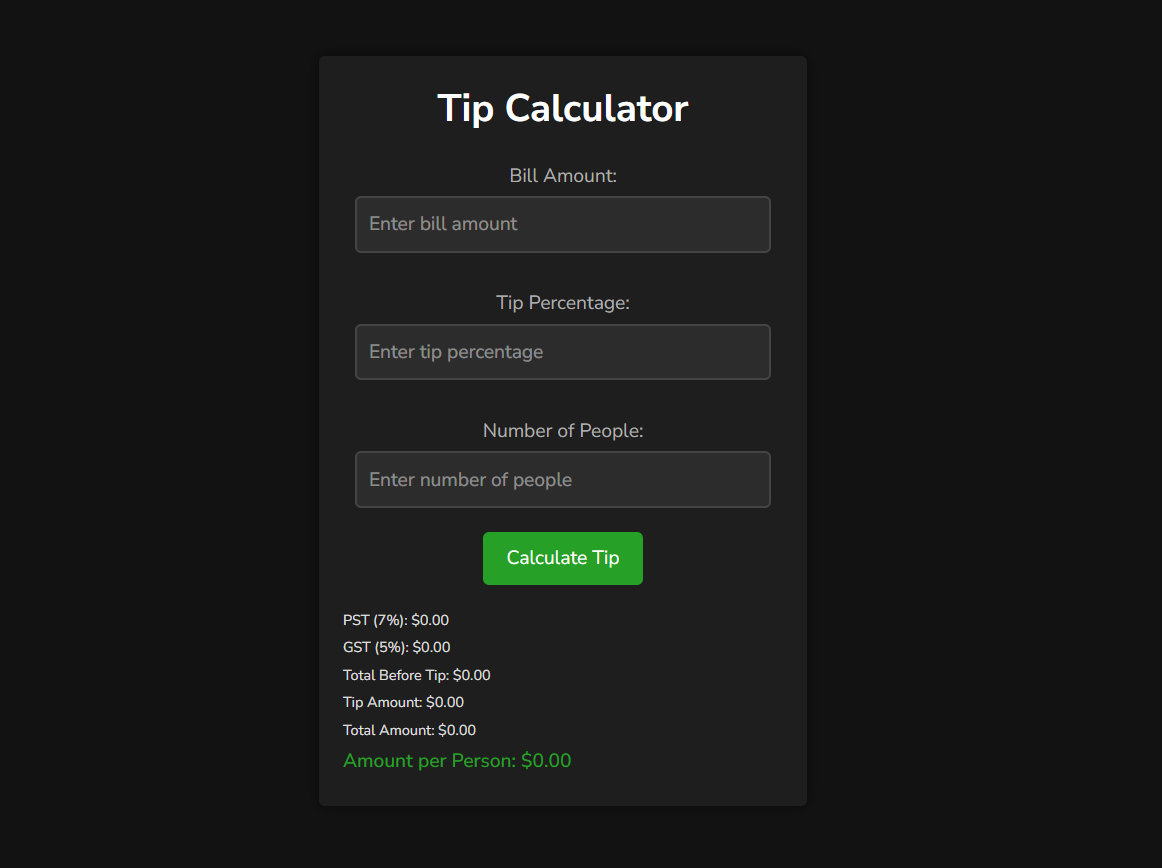 Tip Calculator
Bill Amount:
Enter bill amount
Tip Percentage:
Enter tip percentage
Number of People:
Enter number of people
Calculate Tip
PST (7%): $0.00
GST (5%): $0.00
Total Before Tip: $0.00
Tip Amount: $0.00
Total Amount: $0.00
Amount per Person: $0.00